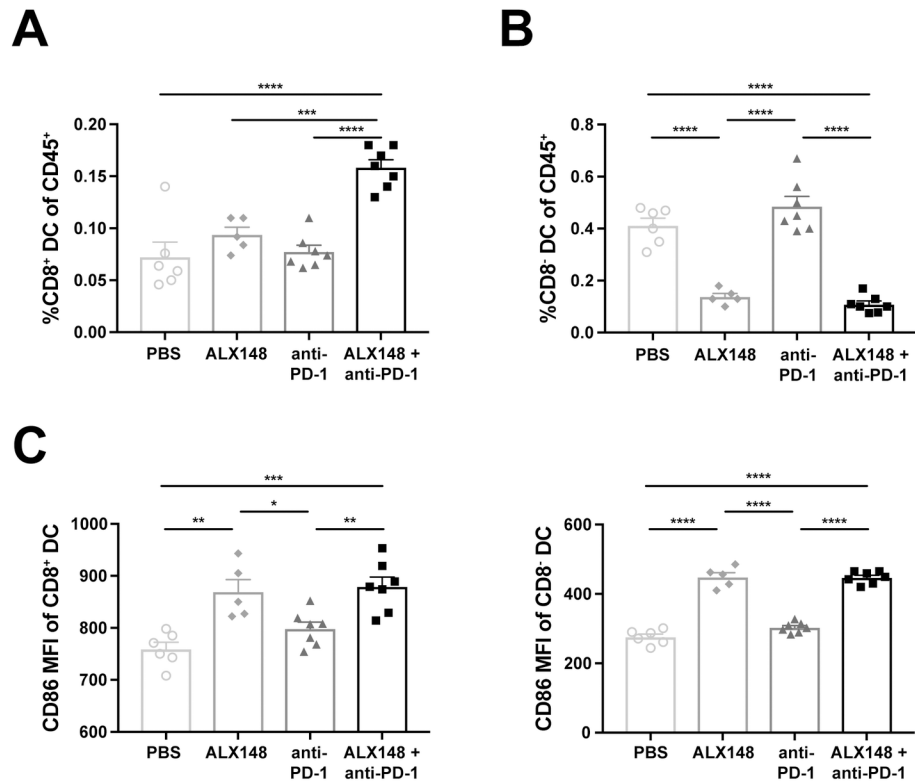 A
****
***
****
%CD8⁺ DC of CD45⁺
0.20
0.15
0.10
0.05
0.00
PBS
ALX148
anti-
PD-1
ALX148 +
anti-PD-1
B
****
****
****
****
%CD8⁻ DC of CD45⁺
0.8
0.6
0.4
0.2
0.0
PBS
ALX148
anti-
PD-1
ALX148 +
anti-PD-1
C
***
*
**
**
CD86 MFI of CD8⁺ DC
1000
900
800
700
600
PBS
ALX148
anti-
PD-1
ALX148 +
anti-PD-1
****
****
****
****
CD86 MFI of CD8⁻ DC
600
400
200
0
PBS
ALX148
anti-
PD-1
ALX148 +
anti-PD-1